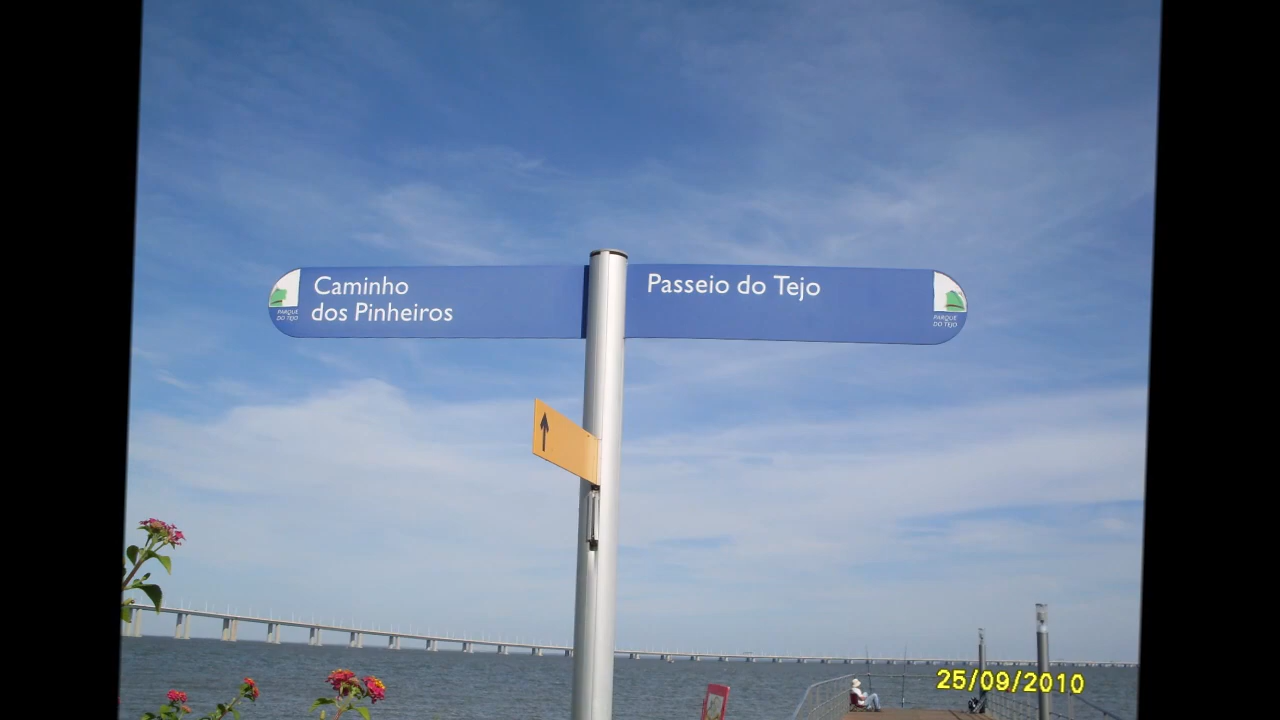 Caminho
dos Pinheiros
Passeio do Tejo
PARQUE
DO TEJO
PARQUE
DO TEJO
25/09/2010